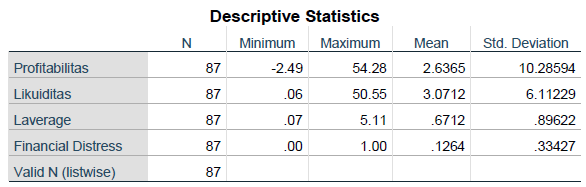 Descriptive Statistics
N Minimum Maximum Mean Std. Deviation
Profitabilitas 87 -2.49 54.28 2.6365 10.28594
Likuiditas 87 .06 50.55 3.0712 6.11229
Laverage 87 .07 5.11 .6712 .89622
Financial Distress 87 .00 1.00 .1264 .33427
Valid N (listwise) 87